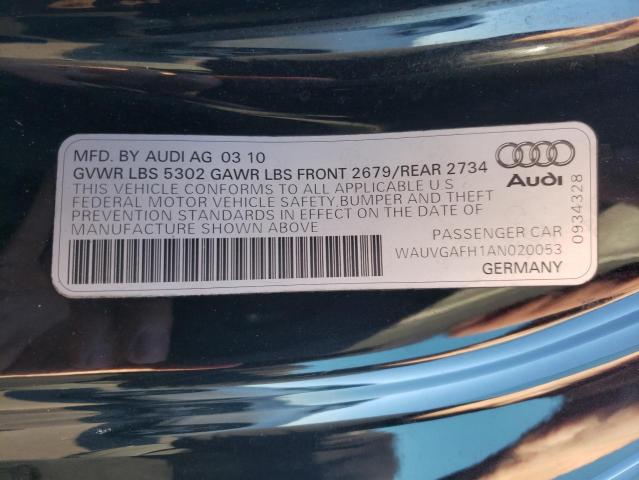 MFD. BY AUDI AG 03 10
GVWR LBS 5302 GAWR LBS FRONT 2679/REAR 2734
THIS VEHICLE CONFORMS TO ALL APPLICABLE U S
FEDERAL MOTOR VEHICLE SAFETY,BUMPER AND THEFT
PREVENTION STANDARDS IN EFFECT ON THE DATE OF
MANUFACTURE SHOWN ABOVE
PASSENGER CAR
WAUVGAFH1AN020053
GERMANY
Audi
0934328